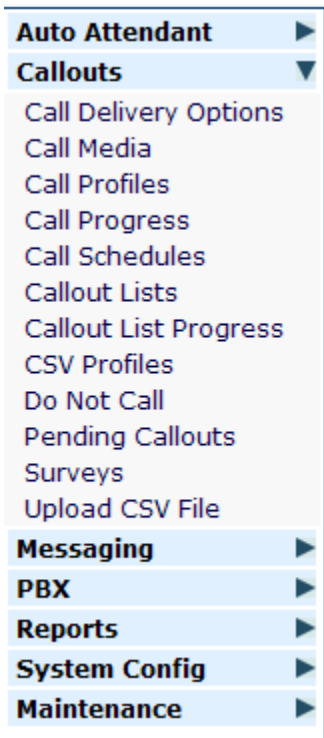 Auto Attendant
Callouts
Call Delivery Options
Call Media
Call Profiles
Call Progress
Call Schedules
Callout Lists
Callout List Progress
CSV Profiles
Do Not Call
Pending Callouts
Surveys
Upload CSV File
Messaging
PBX
Reports
System Config
Maintenance